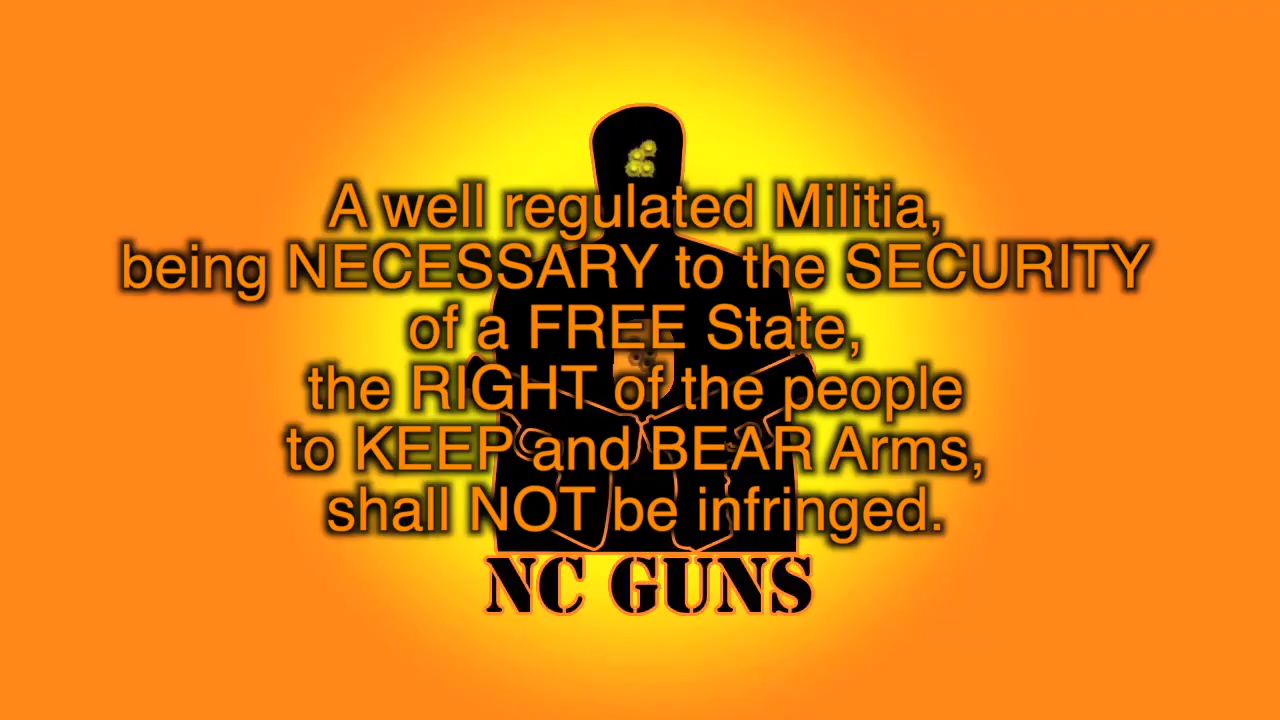 A well regulated Militia,
being NECESSARY to the SECURITY
of a FREE State,
the RIGHT of the people
to KEEP and BEAR Arms,
shall NOT be infringed.
NC GUNS